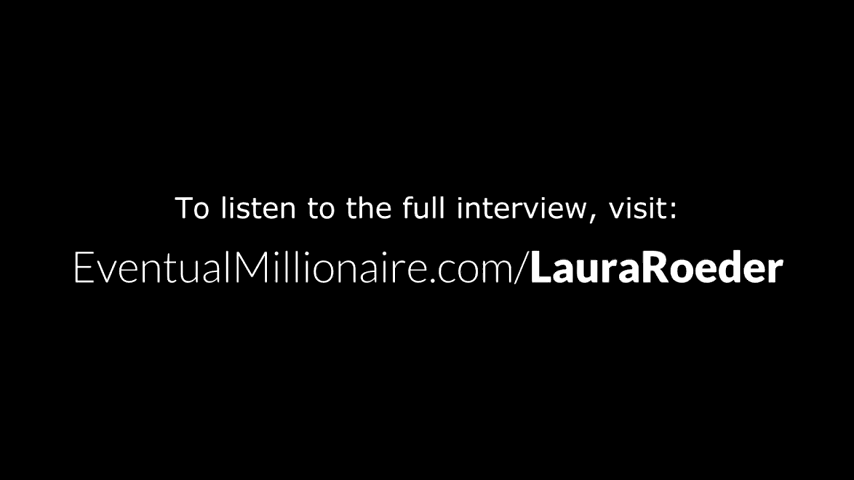 To listen to the full interview, visit:
EventualMillionaire.com/LauraRoeder